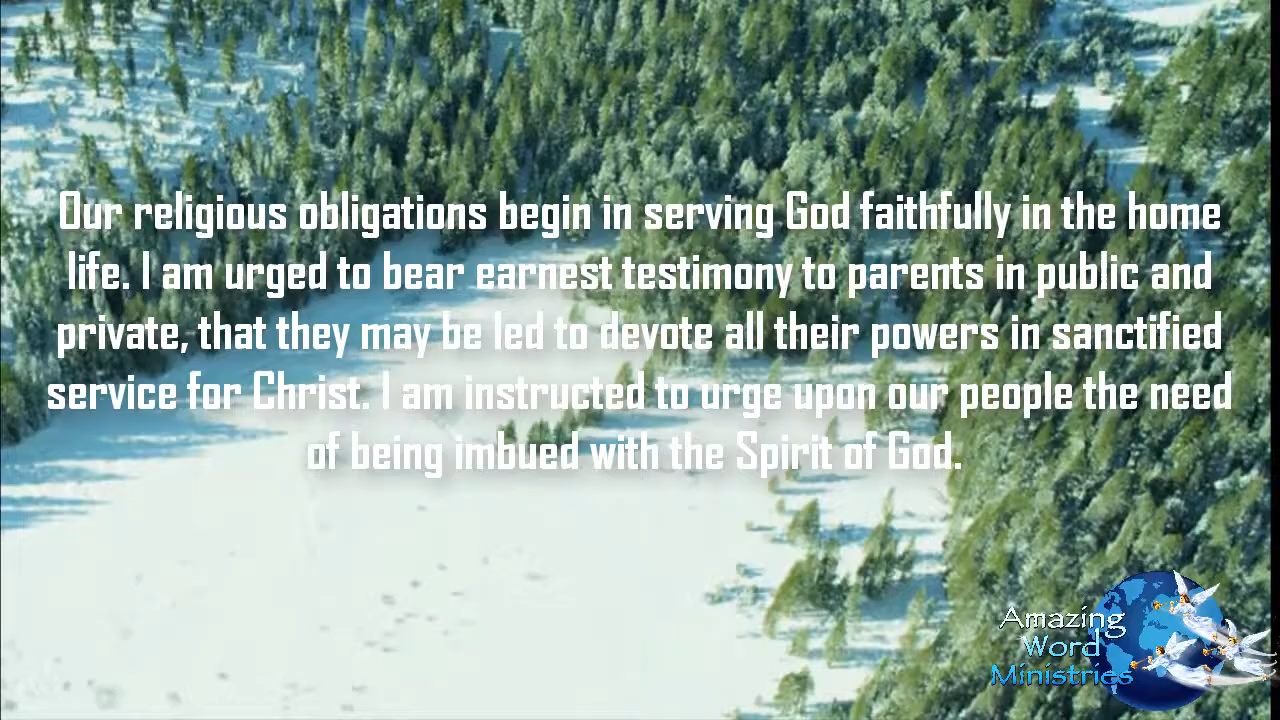 Our religious obligations begin in serving God faithfully in the home
life. I am urged to bear earnest testimony to parents in public and
private, that they may be led to devote all their powers in sanctified
service for Christ. I am instructed to urge upon our people the need
of being imbued with the Spirit of God.
Amazing
Word
Ministries